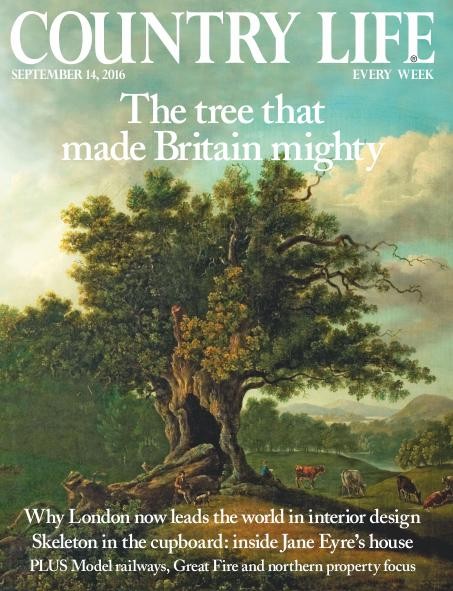 COUNTRY LIFE®
SEPTEMBER 14, 2016 EVERY WEEK
The tree that
made Britain mighty
Why London now leads the world in interior design
Skeleton in the cupboard: inside Jane Eyre's house
PLUS Model railways, Great Fire and northern property focus